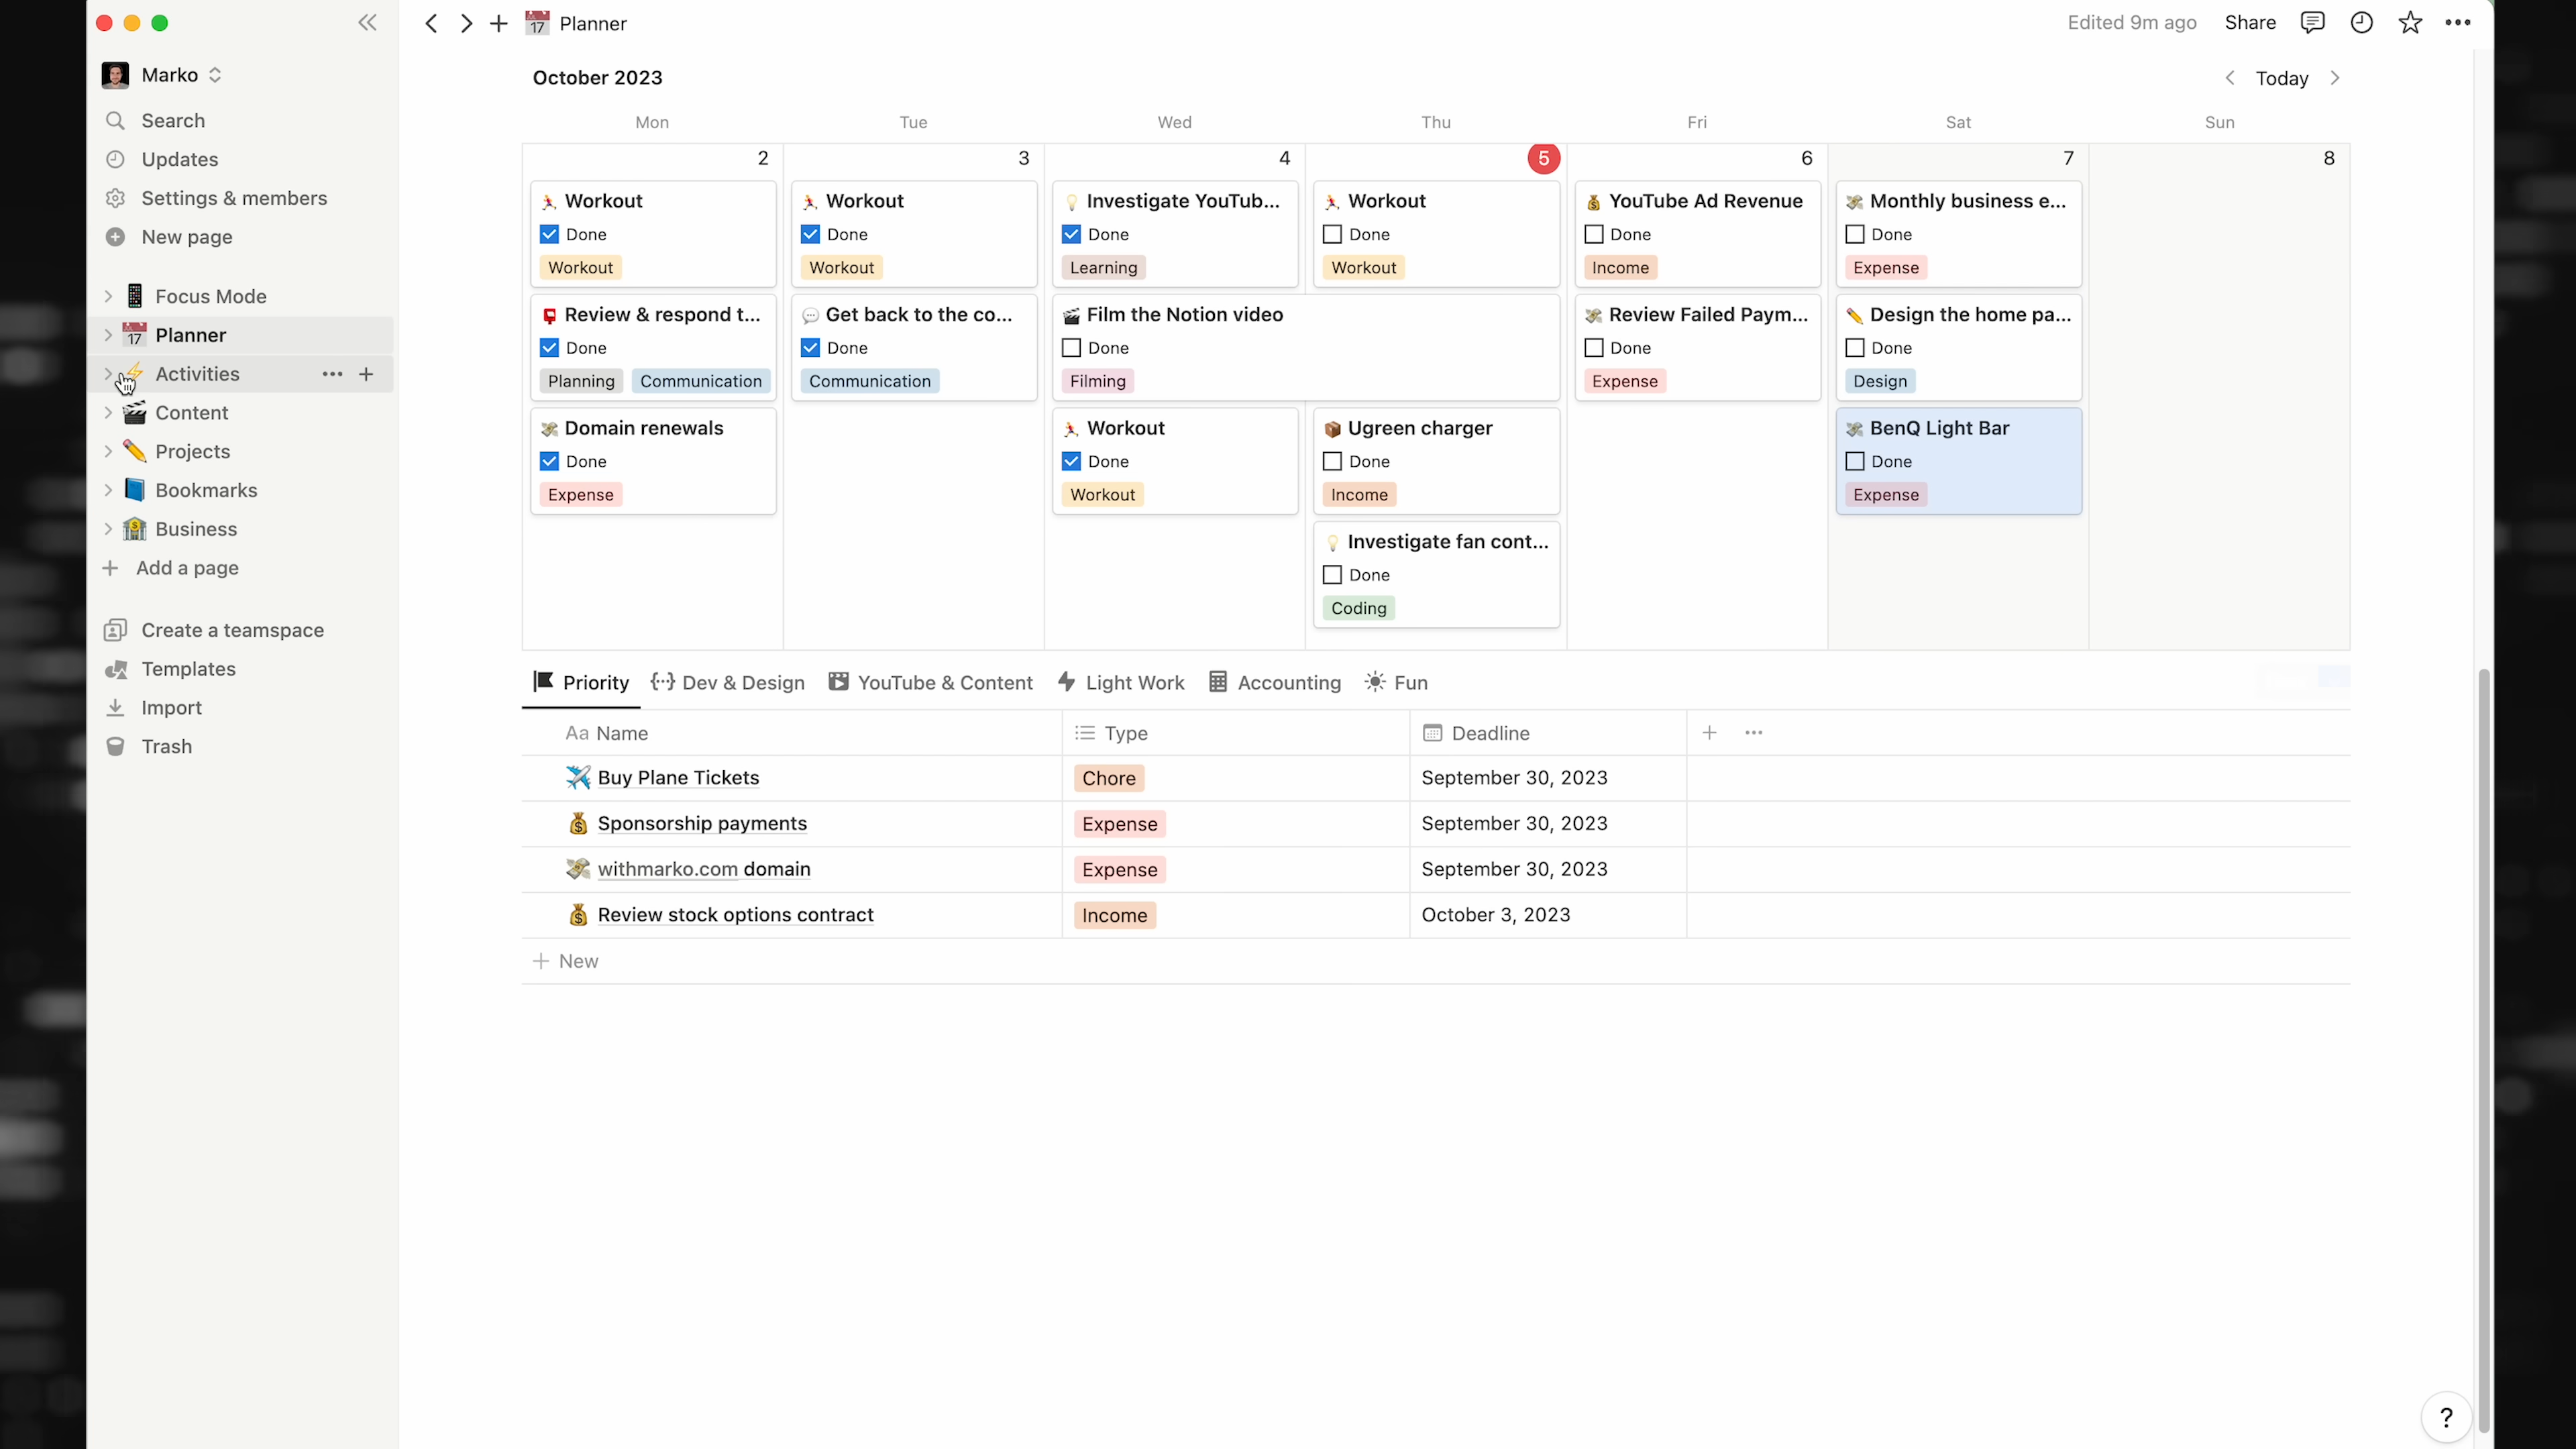 Planner
Edited 9m ago
Share
Marko
Search
Updates
Settings & members
New page
Focus Mode
17 Planner
Activities
Content
Projects
Bookmarks
Business
Add a page
Create a teamspace
Templates
Import
Trash
October 2023
Today
Mon Tue Wed Thu Fri Sat Sun
2 3 4 5 6 7 8
Workout
Done
Workout
Review & respond t...
Done
Planning Communication
Domain renewals
Done
Expense
Workout
Done
Workout
Get back to the co...
Done
Communication
Investigate YouTub...
Done
Learning
Film the Notion video
Done
Filming
Workout
Done
Workout
Workout
Done
Workout
Ugreen charger
Done
Income
Investigate fan cont...
Done
Coding
YouTube Ad Revenue
Done
Income
Review Failed Paym...
Done
Expense
Monthly business e...
Done
Expense
Design the home pa...
Done
Design
BenQ Light Bar
Done
Expense
Priority Dev & Design YouTube & Content Light Work Accounting Fun
Aa Name Type Deadline
Buy Plane Tickets Chore September 30, 2023
Sponsorship payments Expense September 30, 2023
withmarko.com domain Expense September 30, 2023
Review stock options contract Income October 3, 2023
New
?